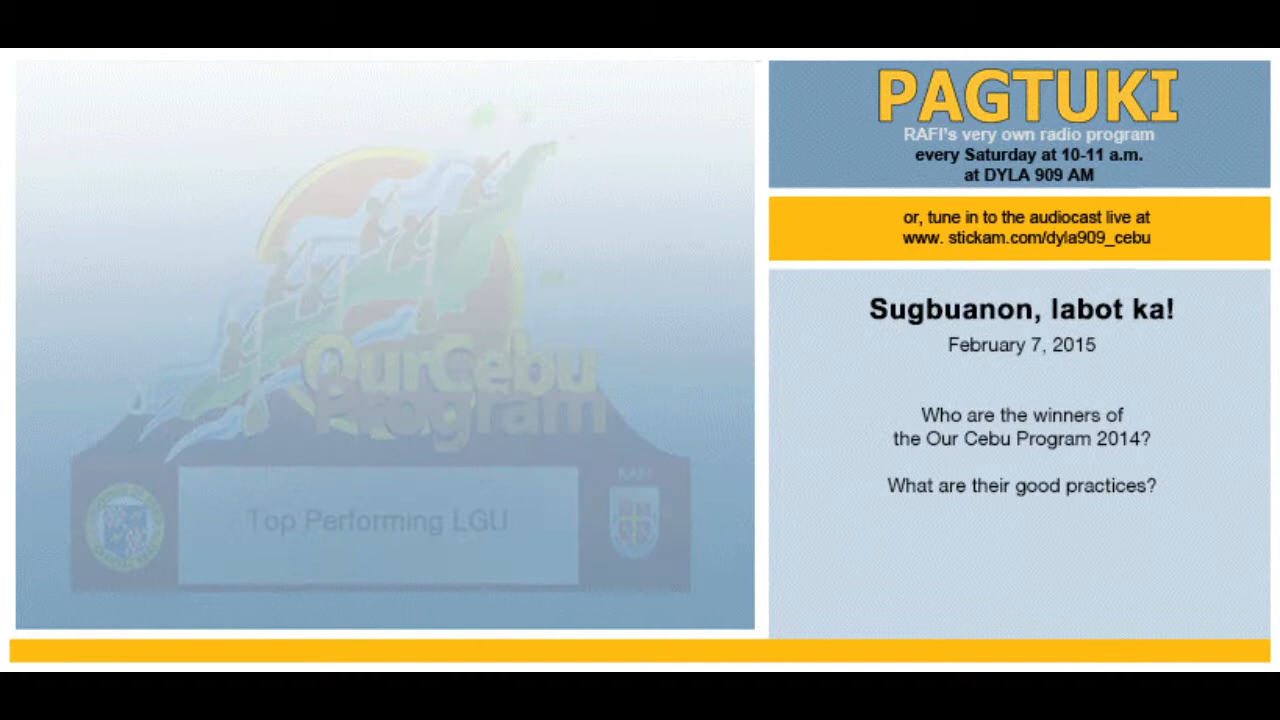 OurCebu
Program
Top Performing LGU
RAFI
PAGTUKI
RAFI's very own radio program
every Saturday at 10-11 a.m.
at DYLA 909 AM
or, tune in to the audiocast live at
www. stickam.com/dyla909_cebu
Sugbuanon, labot ka!
February 7, 2015
Who are the winners of
the Our Cebu Program 2014?
What are their good practices?